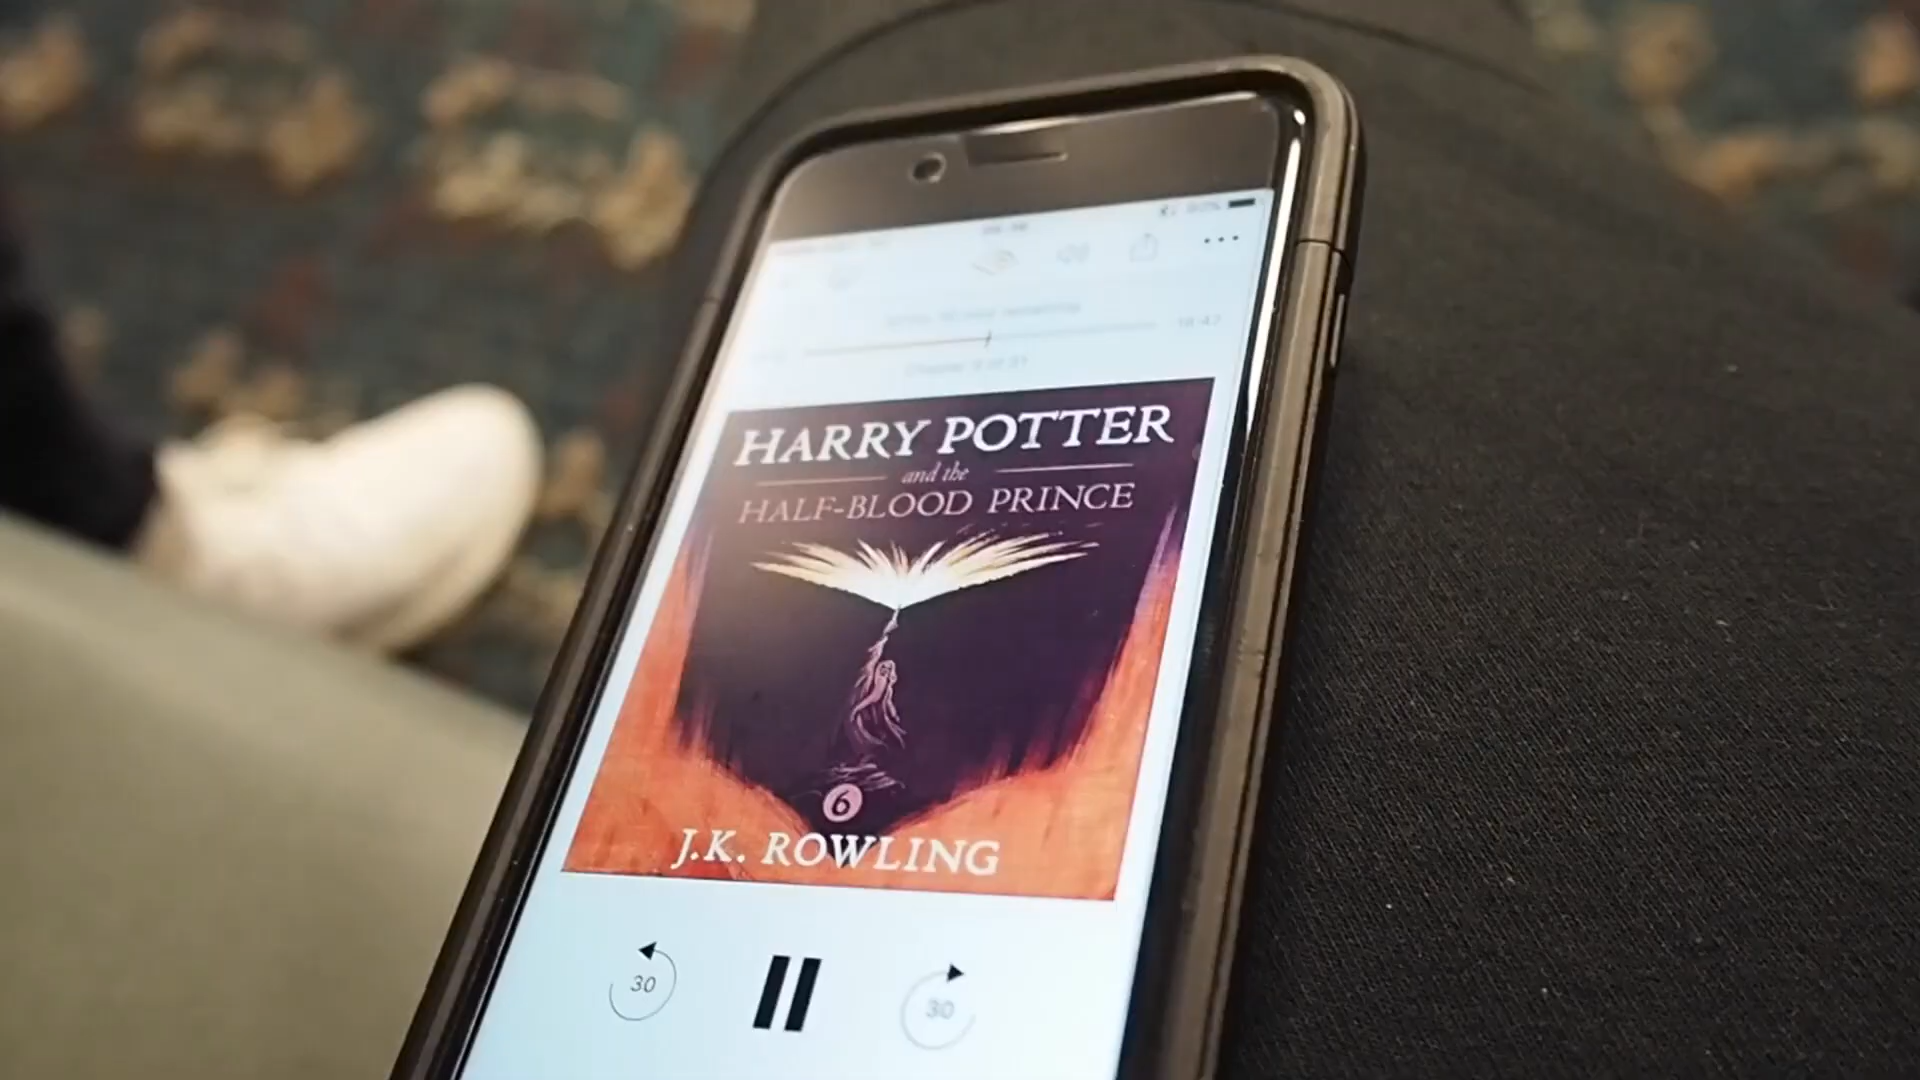 HARRY POTTER
and the
HALF-BLOOD PRINCE
6
J.K. ROWLING
30
30